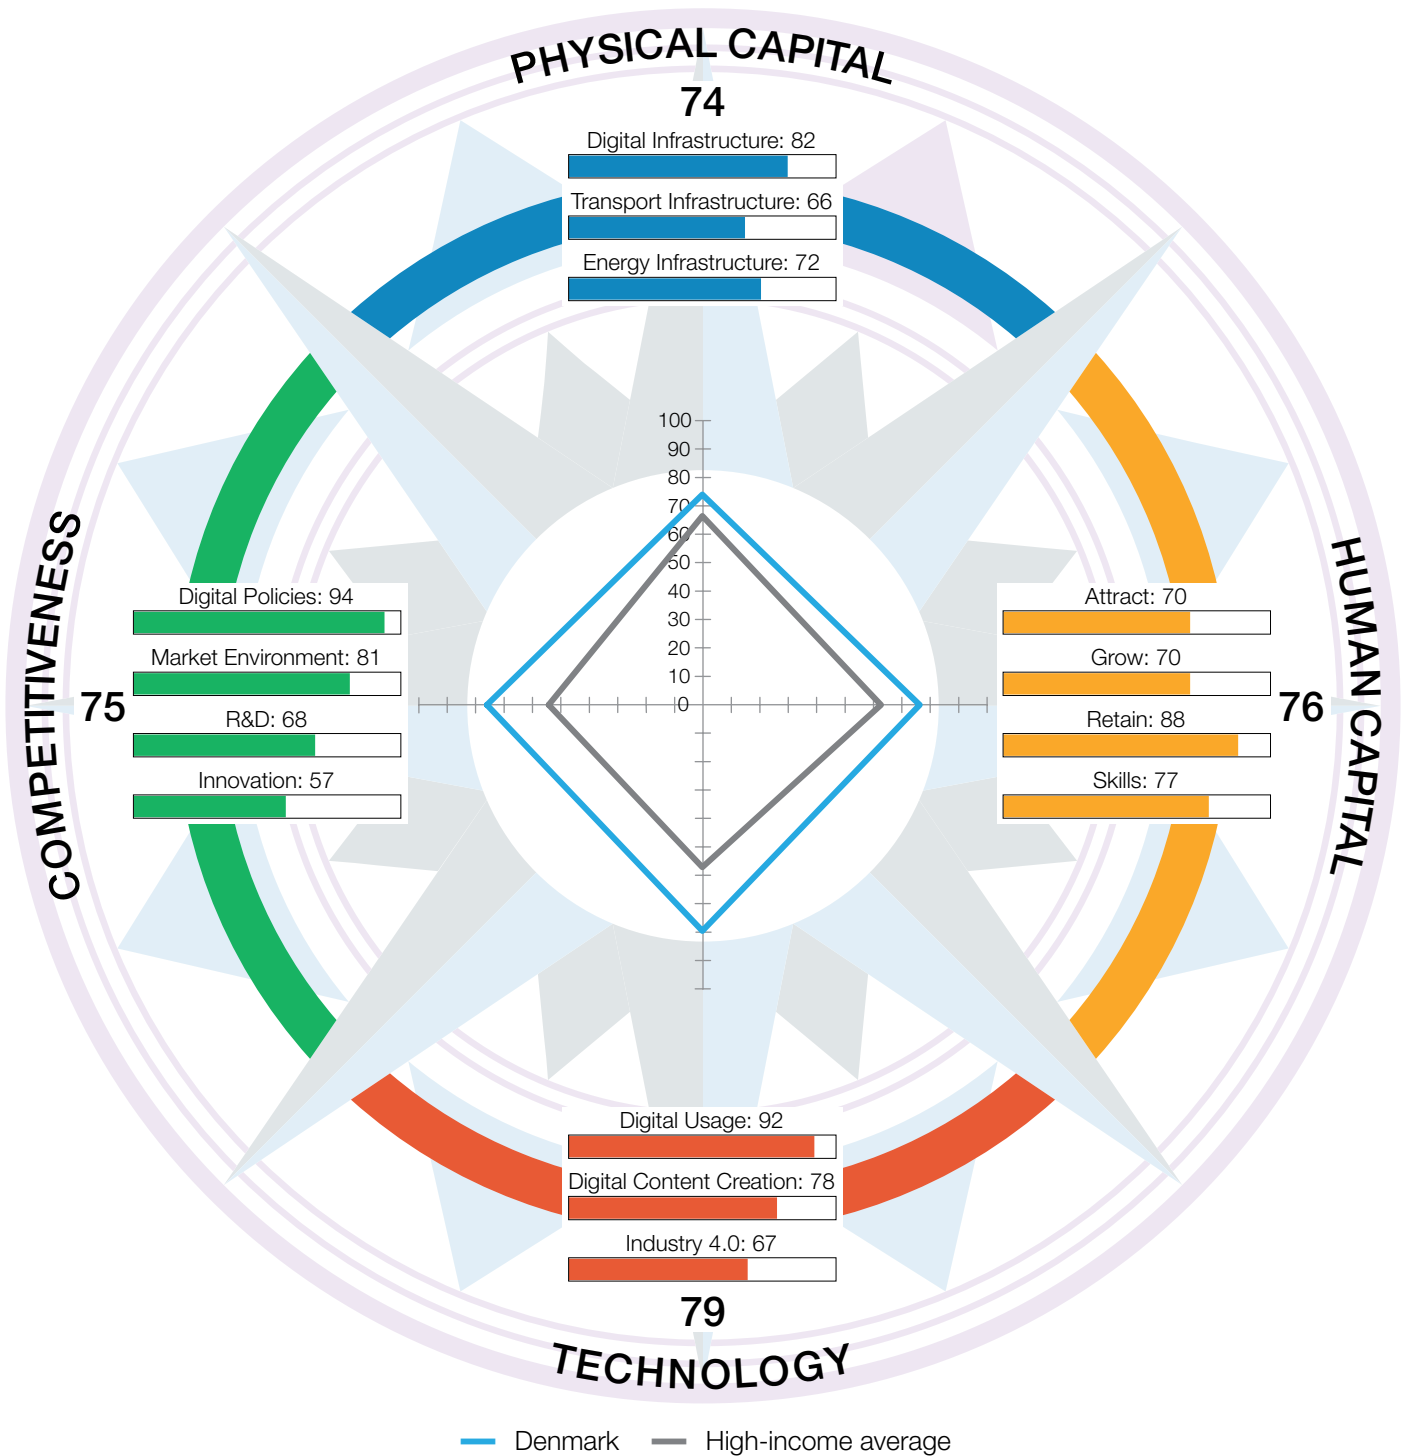 PHYSICAL CAPITAL
74
Digital Infrastructure: 82
Transport Infrastructure: 66
Energy Infrastructure: 72
100
90
80
70
60
50
40
30
20
10
0
COMPETITIVENESS
75
Digital Policies: 94
Market Environment: 81
R&D: 68
Innovation: 57
HUMAN CAPITAL
76
Attract: 70
Grow: 70
Retain: 88
Skills: 77
Digital Usage: 92
Digital Content Creation: 78
Industry 4.0: 67
79
TECHNOLOGY
Denmark
High-income average